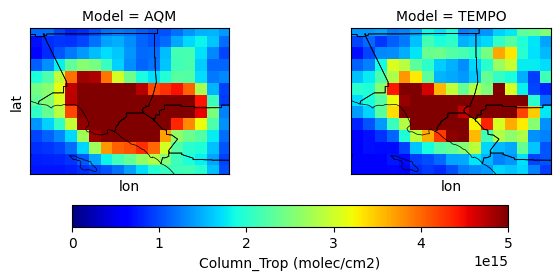 Model = AQM
Model = TEMPO
lat
lon
lon
0 1 2 3 4 5
1e15
Column_Trop (molec/cm2)